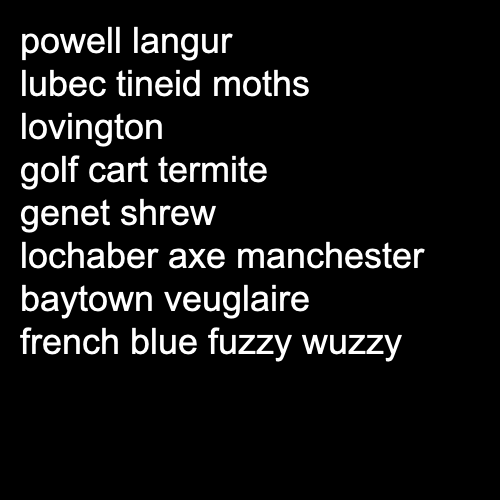 powell langur
lubec tineid moths
lovington
golf cart termite
genet shrew
lochaber axe manchester
baytown veuglaire
french blue fuzzy wuzzy